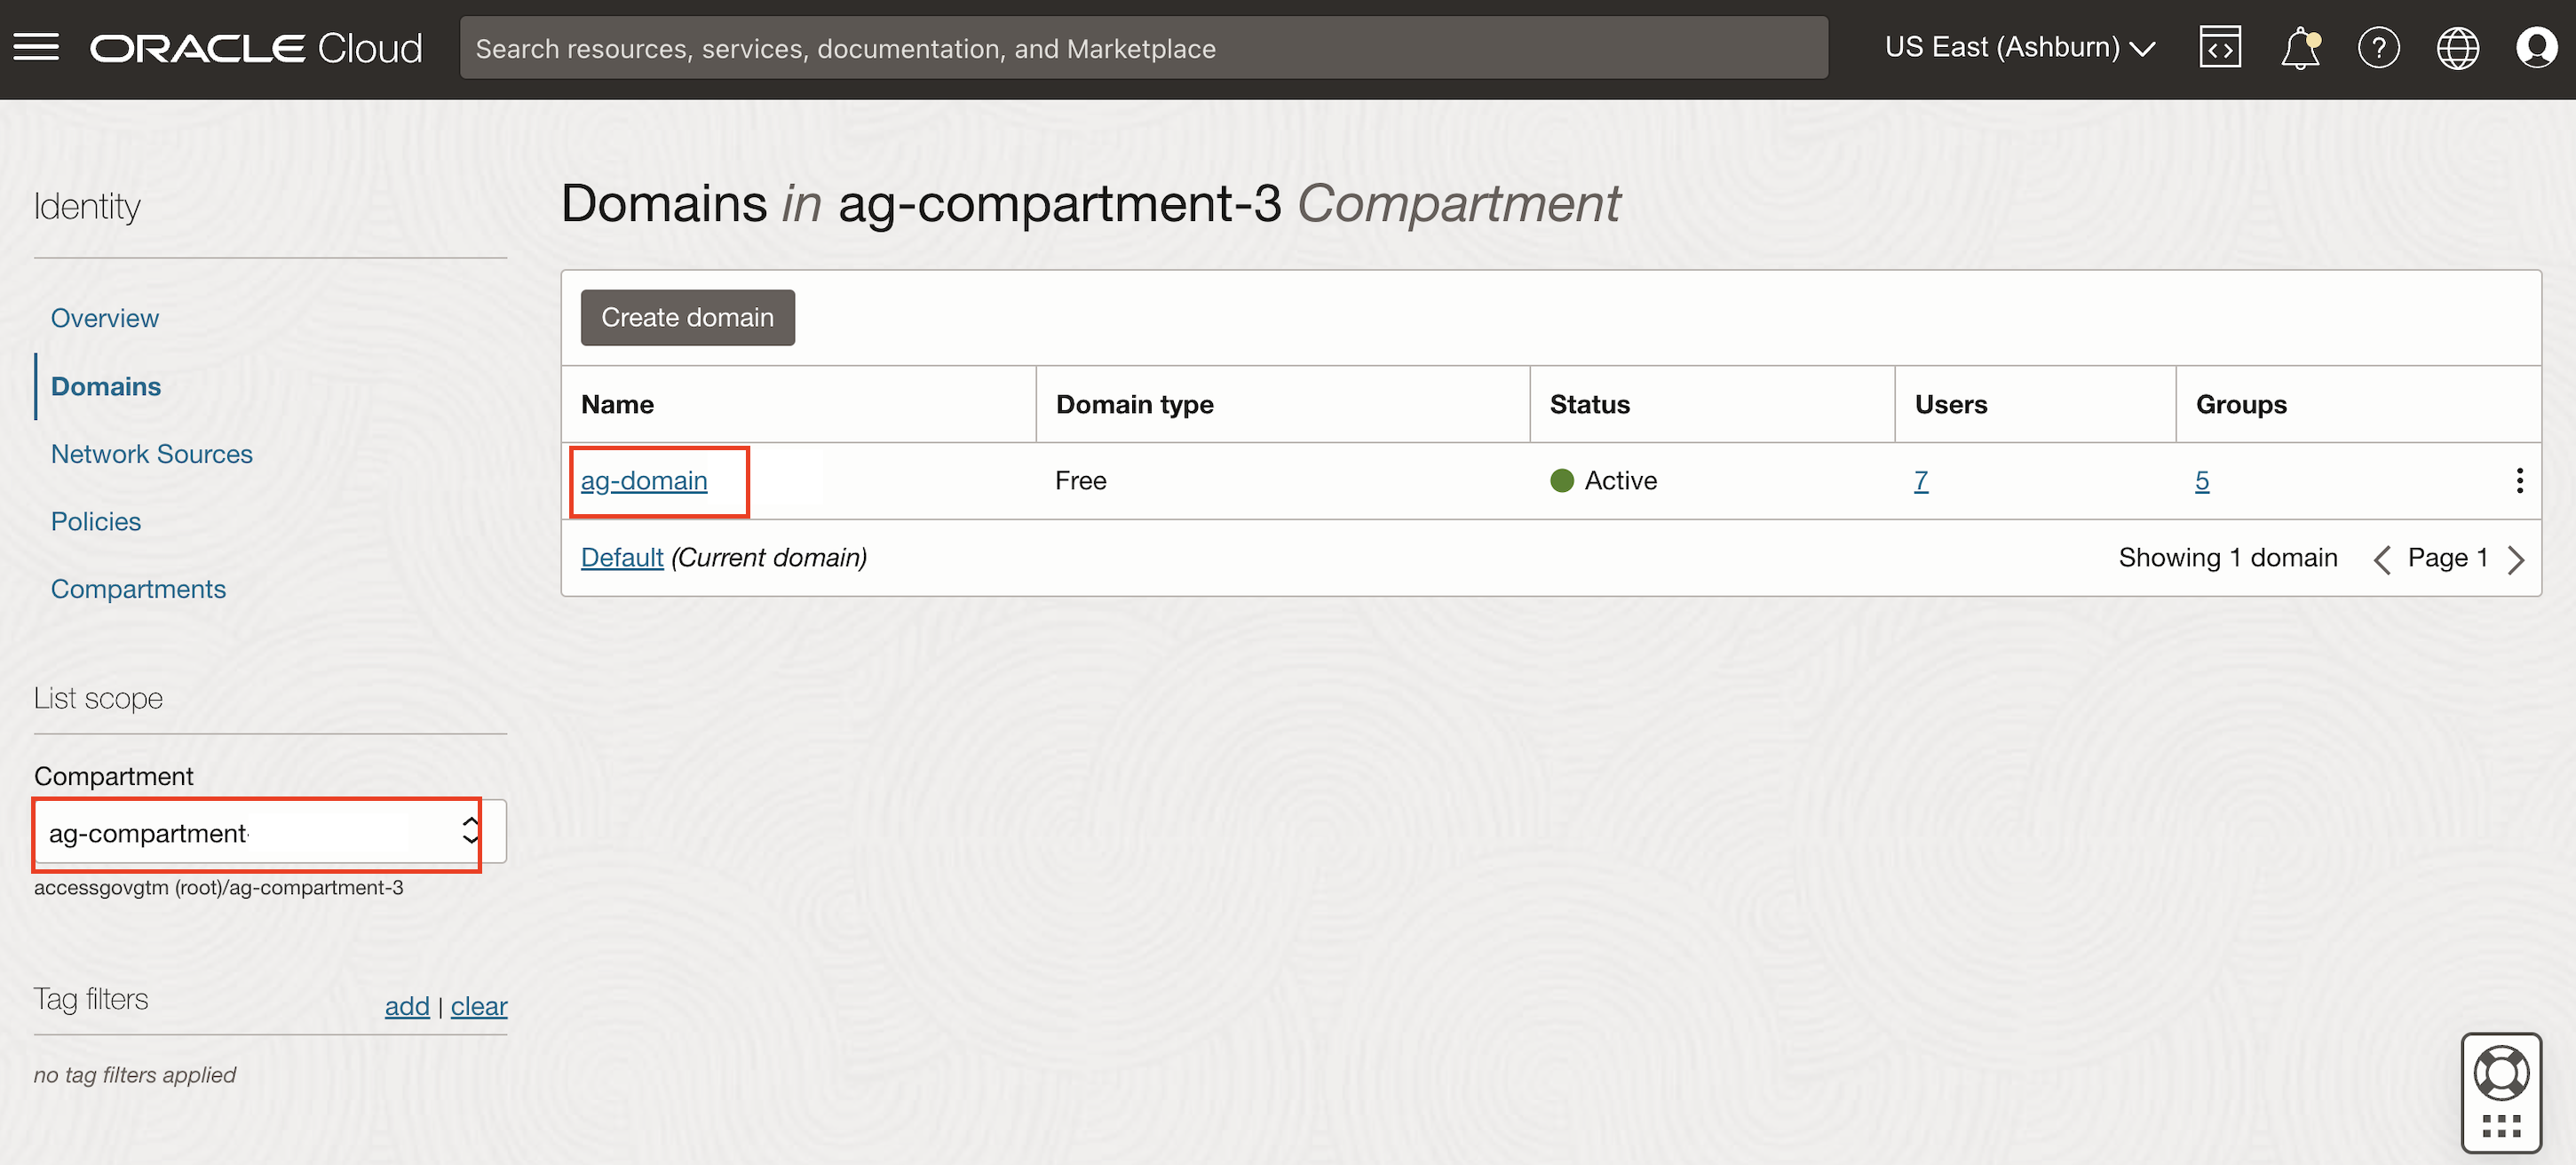 ORACLE Cloud
Search resources, services, documentation, and Marketplace
US East (Ashburn)
Identity
Overview
Domains
Network Sources
Policies
Compartments
List scope
Compartment
ag-compartment
accessgovgtm (root)/ag-compartment-3
Tag filters
add | clear
no tag filters applied
Domains in ag-compartment-3 Compartment
Create domain
Name Domain type Status Users Groups
ag-domain Free Active 7 5
Default (Current domain) Showing 1 domain Page 1